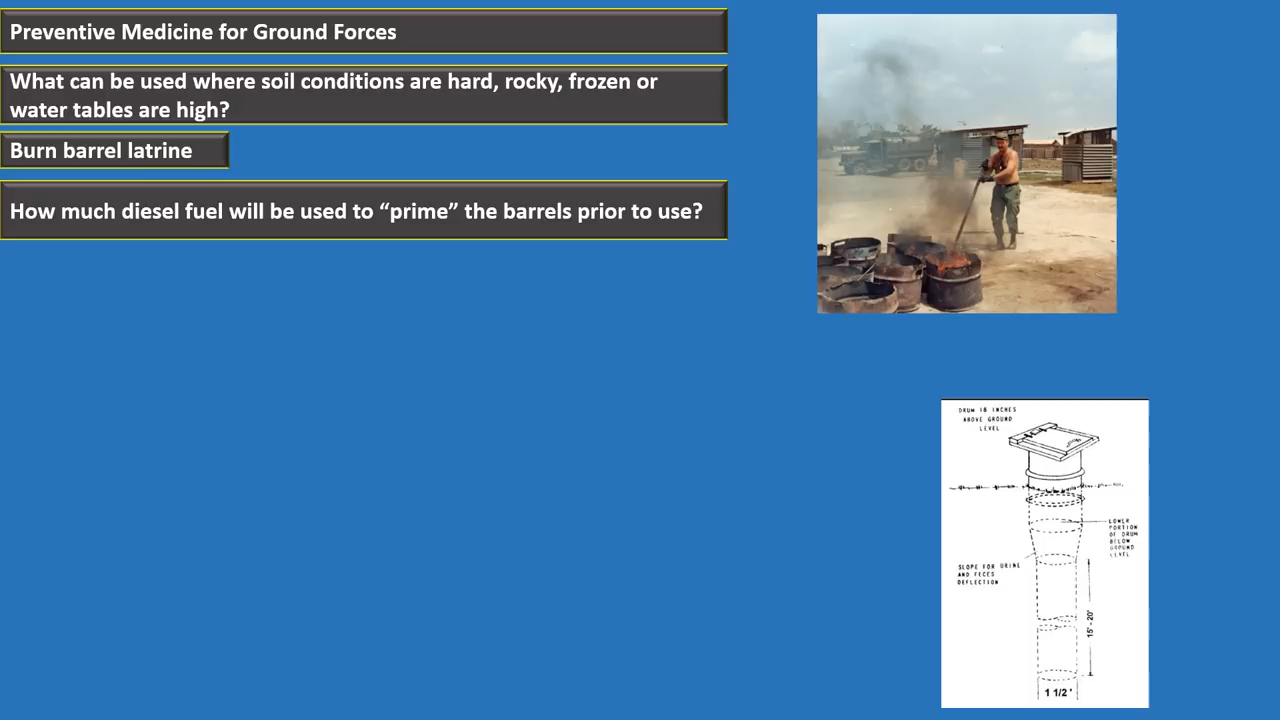 Preventive Medicine for Ground Forces
What can be used where soil conditions are hard, rocky, frozen or
water tables are high?
Burn barrel latrine
How much diesel fuel will be used to “prime” the barrels prior to use?
DRUM 18 INCHES
ABOVE GROUND
LEVEL
LOWER
PORTION
OF DRUM
BELOW
GROUND
LEVEL
SLOPE FOR URINE
AND FECES
DEFLECTION
15' - 20'
1 1/2 '